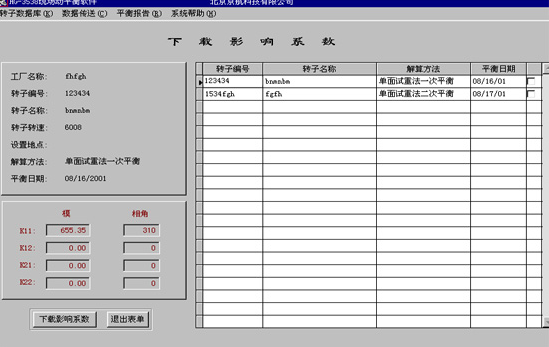 HG-3538现场动平衡软件 北京京航科技有限公司
转子数据库(K) 数据传送(C) 平衡报告(B) 系统帮助(X)
下载影响系数
工厂名称: fhfgh
转子编号: 123434
转子名称: bnmnbm
转子转速: 6008
设置地点:
解算方法: 单面试重法一次平衡
平衡日期: 08/16/2001
转子编号 转子名称 解算方法 平衡日期
123434 bnmnbm 单面试重法一次平衡 08/16/01
1534fgh fgfh 单面试重法二次平衡 08/17/01
模 相角
K11: 655.35 310
K12: 0.00 0
K21: 0.00 0
K22: 0.00 0
下载影响系数 退出表单